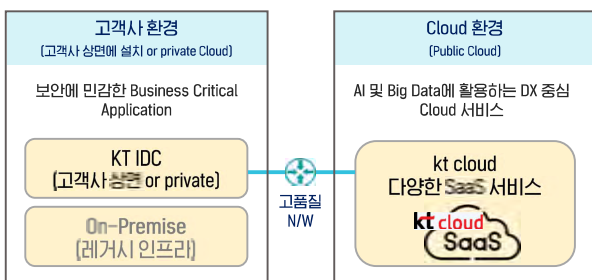 고객사 환경
(고객사 상면에 설치 or private Cloud)
보안에 민감한 Business Critical
Application
KT IDC
(고객사 상면 or private)
On-Premise
(레거시 인프라)
고품질
N/W
Cloud 환경
(Public Cloud)
AI 및 Big Data에 활용하는 DX 중심
Cloud 서비스
kt cloud
다양한 SaaS 서비스
kt cloud
SaaS